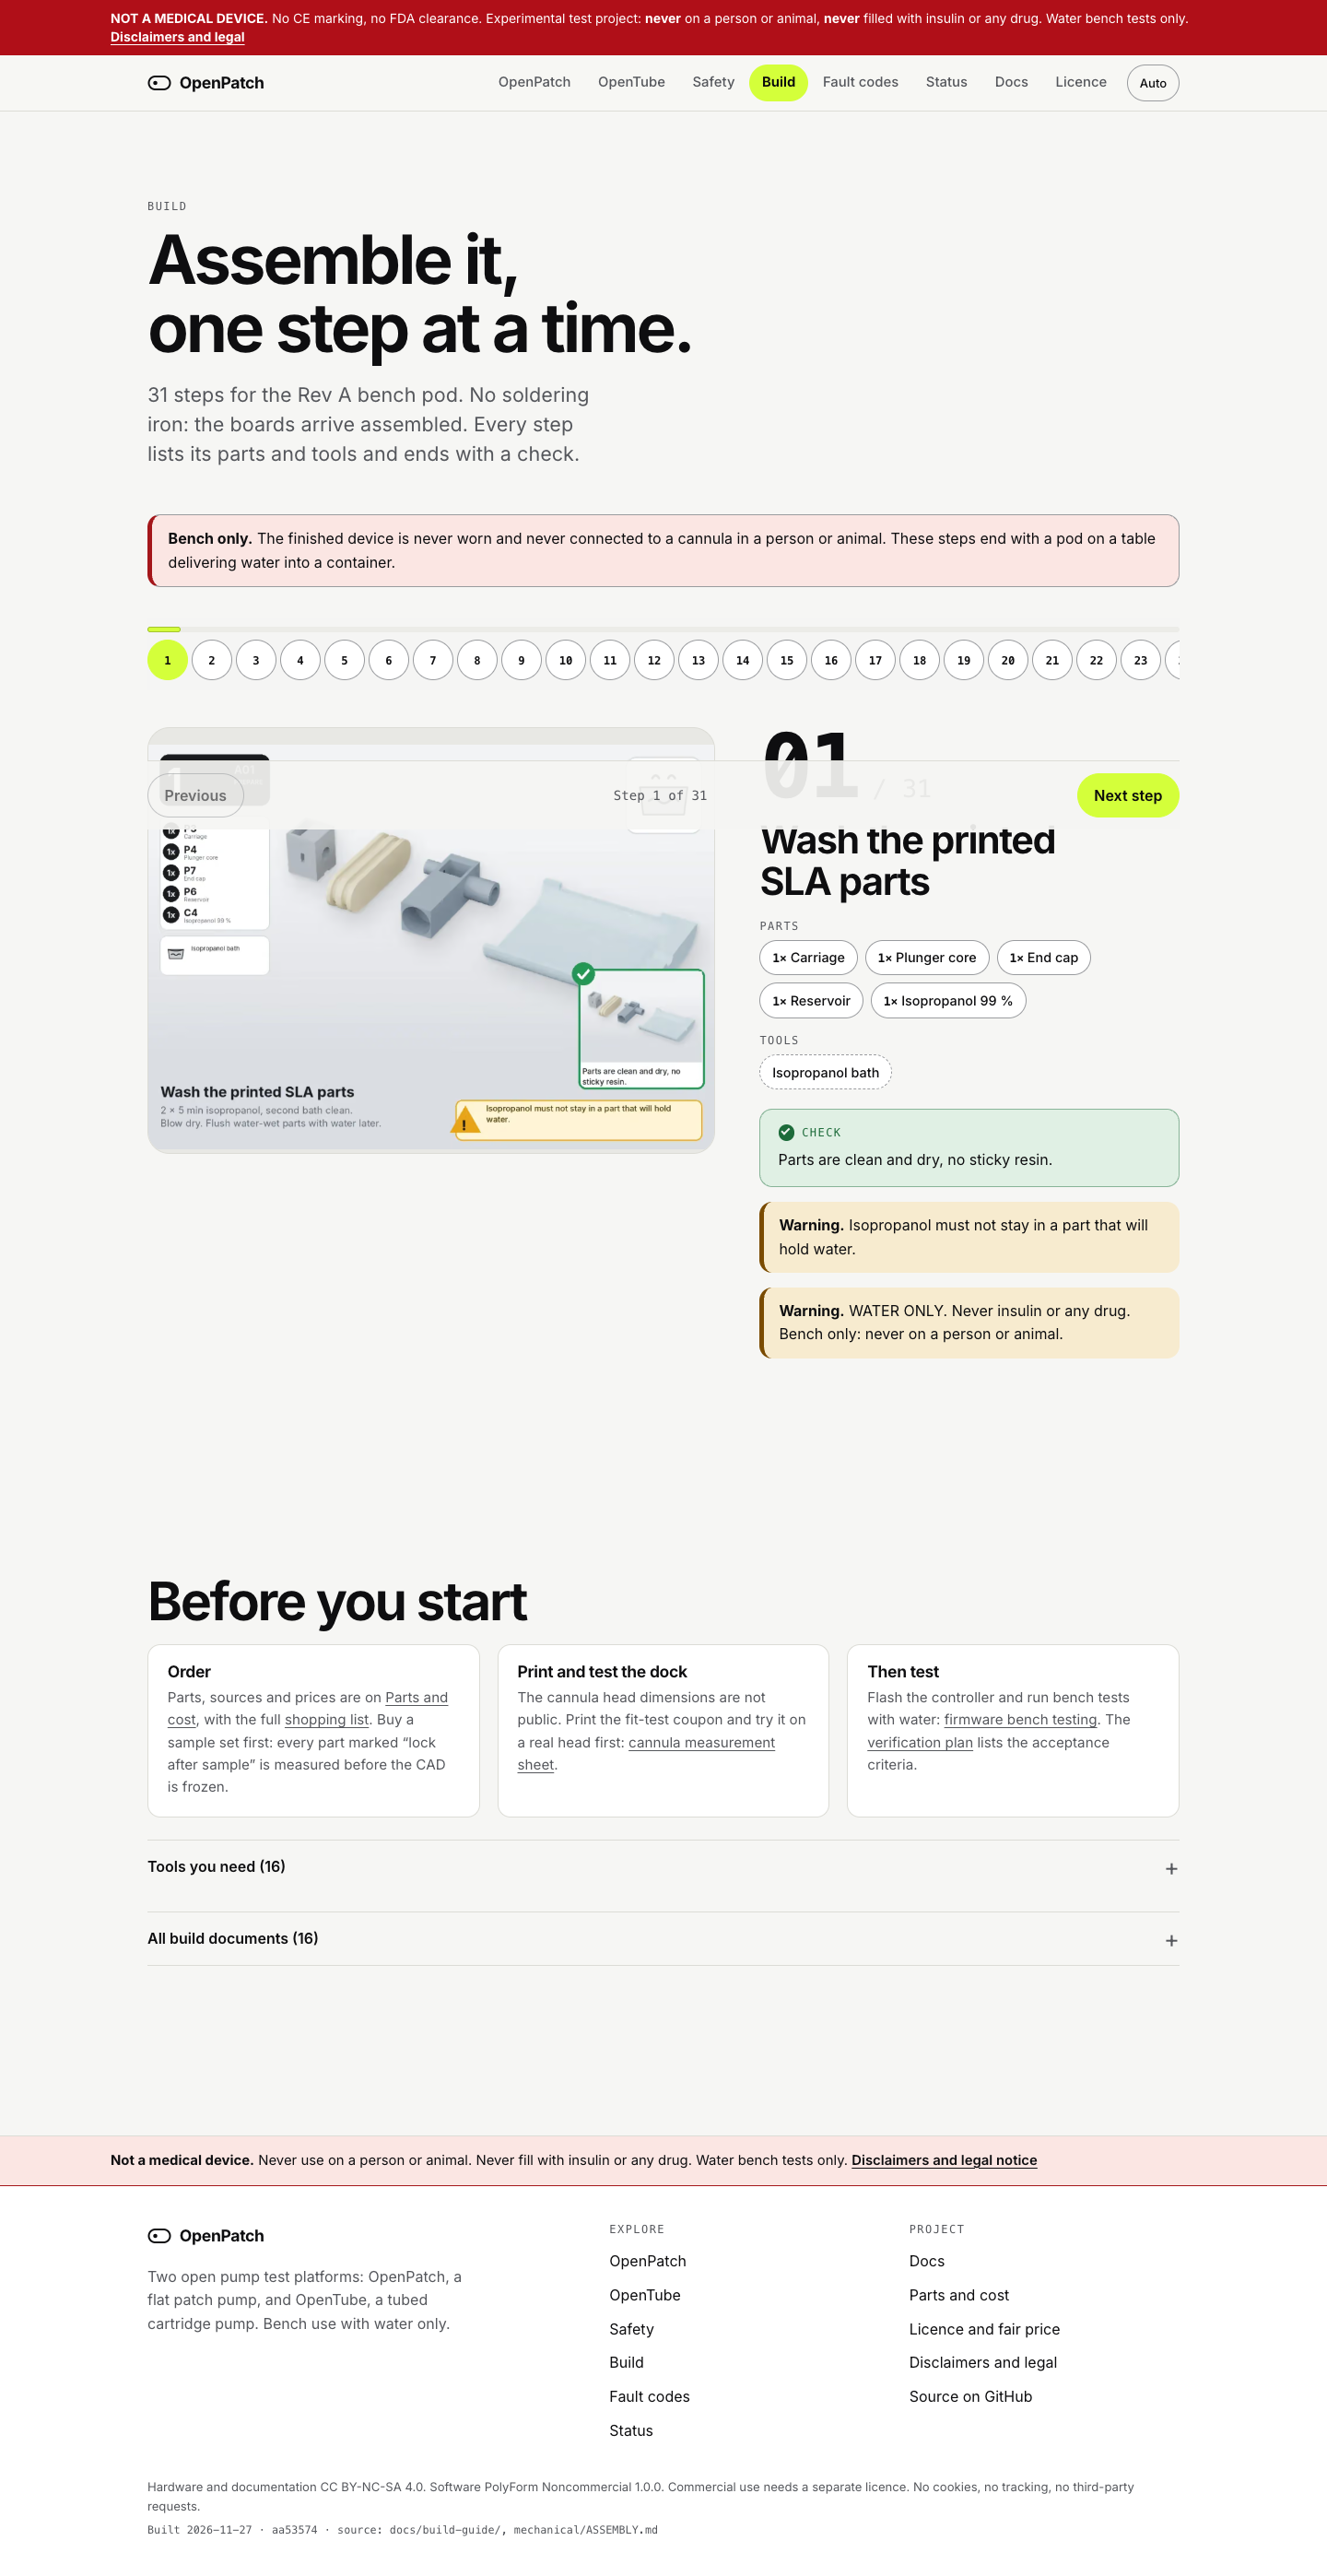 NOT A MEDICAL DEVICE. No CE marking, no FDA clearance. Experimental test project: never on a person or animal, never filled with insulin or any drug. Water bench tests only.
Disclaimers and legal
OpenPatch
OpenPatch OpenTube Safety Build Fault codes Status Docs Licence Auto
BUILD
Assemble it,
one step at a time.
31 steps for the Rev A bench pod. No soldering
iron: the boards arrive assembled. Every step
lists its parts and tools and ends with a check.
Bench only. The finished device is never worn and never connected to a cannula in a person or animal. These steps end with a pod on a table
delivering water into a container.
1 2 3 4 5 6 7 8 9 10 11 12 13 14 15 16 17 18 19 20 21 22 23
01 / 31
Previous
Step 1 of 31
Next step
Carriage
1x P4
Plunger core
1x P7
End cap
1x P6
Reservoir
1x C4
Isopropanol 99 %
Isopropanol bath
Parts are clean and dry, no
sticky resin.
Wash the printed SLA parts
2 × 5 min isopropanol, second bath clean.
Blow dry. Flush water-wet parts with water later.
Isopropanol must not stay in a part that will hold
water.
Wash the printed
SLA parts
PARTS
1× Carriage
1× Plunger core
1× End cap
1× Reservoir
1× Isopropanol 99 %
TOOLS
Isopropanol bath
CHECK
Parts are clean and dry, no sticky resin.
Warning. Isopropanol must not stay in a part that will
hold water.
Warning. WATER ONLY. Never insulin or any drug.
Bench only: never on a person or animal.
Before you start
Order
Parts, sources and prices are on Parts and
cost, with the full shopping list. Buy a
sample set first: every part marked “lock
after sample” is measured before the CAD
is frozen.
Print and test the dock
The cannula head dimensions are not
public. Print the fit-test coupon and try it on
a real head first: cannula measurement
sheet.
Then test
Flash the controller and run bench tests
with water: firmware bench testing. The
verification plan lists the acceptance
criteria.
Tools you need (16) +
All build documents (16) +
Not a medical device. Never use on a person or animal. Never fill with insulin or any drug. Water bench tests only. Disclaimers and legal notice
OpenPatch
Two open pump test platforms: OpenPatch, a
flat patch pump, and OpenTube, a tubed
cartridge pump. Bench use with water only.
EXPLORE
OpenPatch
OpenTube
Safety
Build
Fault codes
Status
PROJECT
Docs
Parts and cost
Licence and fair price
Disclaimers and legal
Source on GitHub
Hardware and documentation CC BY-NC-SA 4.0. Software PolyForm Noncommercial 1.0.0. Commercial use needs a separate licence. No cookies, no tracking, no third-party
requests.
Built 2026-11-27 · aa53574 · source: docs/build-guide/, mechanical/ASSEMBLY.md